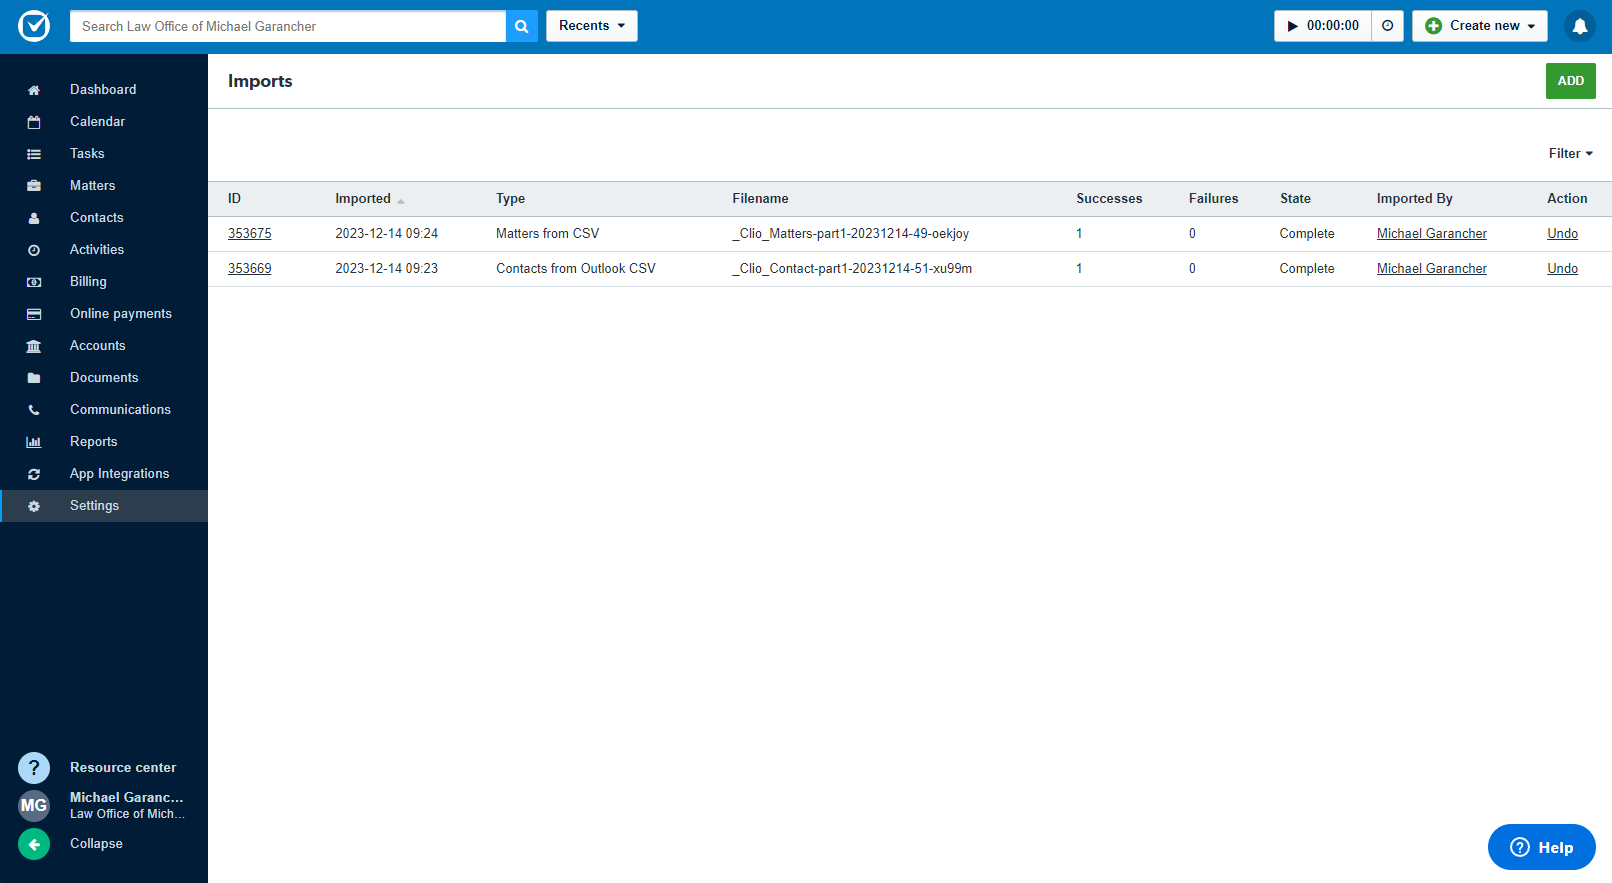 Search Law Office of Michael Garancher
Recents
00:00:00
Create new
Dashboard
Calendar
Tasks
Matters
Contacts
Activities
Billing
Online payments
Accounts
Documents
Communications
Reports
App Integrations
Settings
? Resource center
MG Michael Garanc...
Law Office of Mich...
Collapse
Imports
ADD
Filter
ID Imported Type Filename Successes Failures State Imported By Action
353675 2023-12-14 09:24 Matters from CSV _Clio_Matters-part1-20231214-49-oekjoy 1 0 Complete Michael Garancher Undo
353669 2023-12-14 09:23 Contacts from Outlook CSV _Clio_Contact-part1-20231214-51-xu99m 1 0 Complete Michael Garancher Undo
? Help